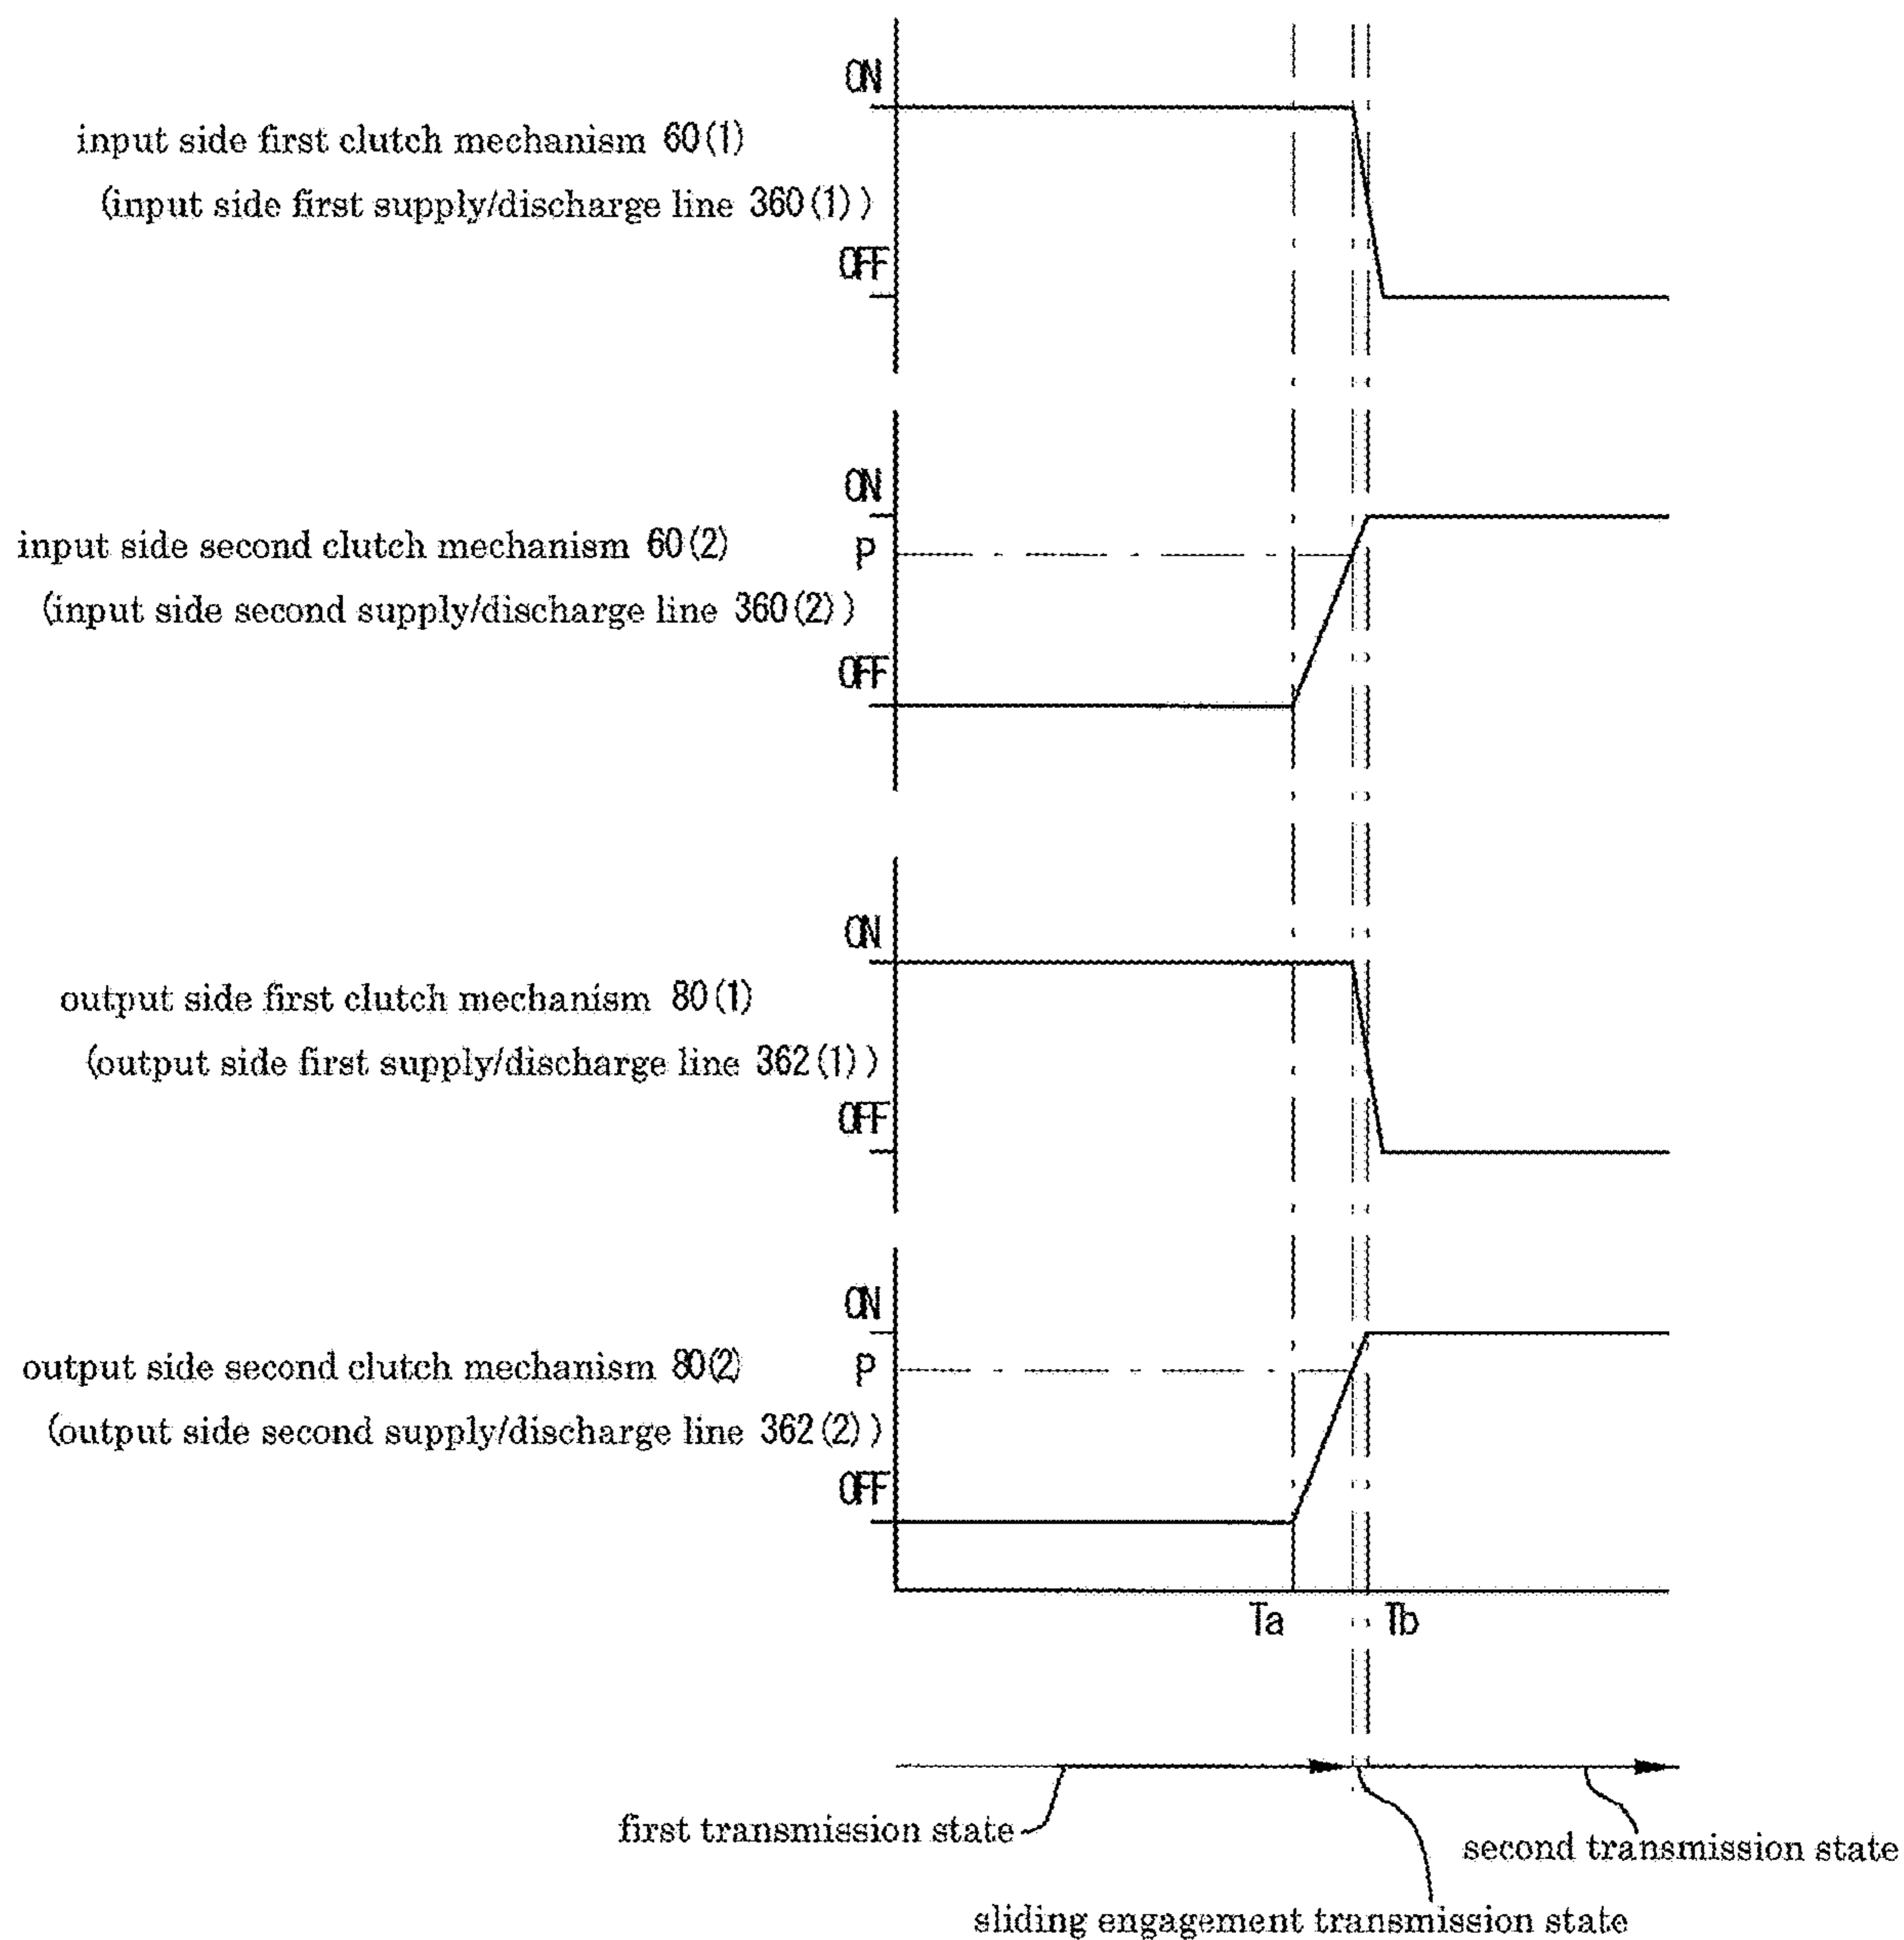 ON
input side first clutch mechanism 60(1)
(input side first supply/discharge line 360(1))
OFF
ON
input side second clutch mechanism 60(2)
P
(input side second supply/discharge line 360(2))
OFF
ON
output side first clutch mechanism 80(1)
(output side first supply/discharge line 362(1))
OFF
ON
output side second clutch mechanism 80(2)
P
(output side second supply/discharge line 362(2))
OFF
Ta
Tb
first transmission state
second transmission state
sliding engagement transmission state